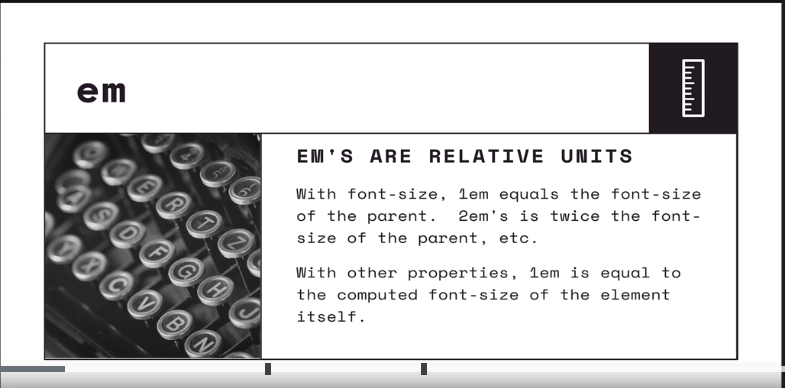 em
EM'S ARE RELATIVE UNITS
With font-size, 1em equals the font-size
of the parent.  2em's is twice the font-
size of the parent, etc.
With other properties, 1em is equal to
the computed font-size of the element
itself.
W E R T Z
A S D F G H J
Y X C V B N